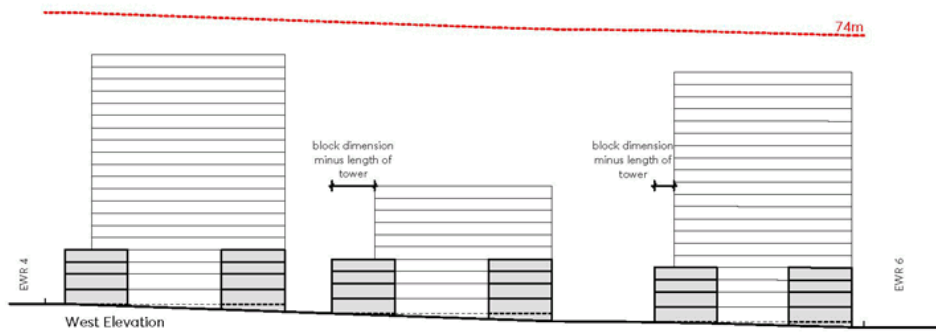 74m
block dimension
minus length of
tower
block dimension
minus length of
tower
EWR 4
EWR 6
West Elevation